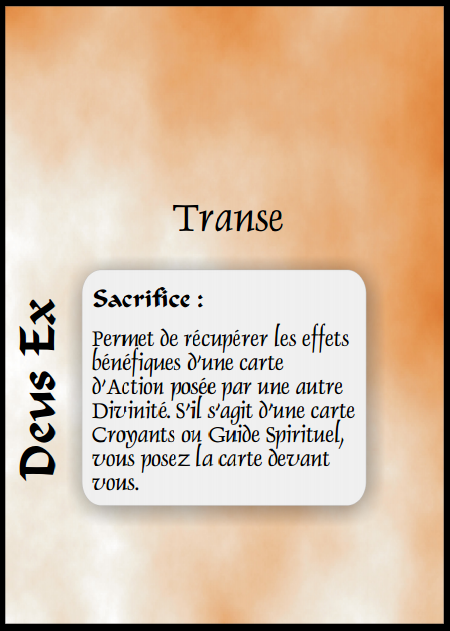 Transe
Deus Ex
Sacrifice :
Permet de récupérer les effets
bénéfiques d'une carte
d'Action posée par une autre
Divinité. S'il s'agit d'une carte
Croyants ou Guide Spirituel,
vous posez la carte devant
vous.